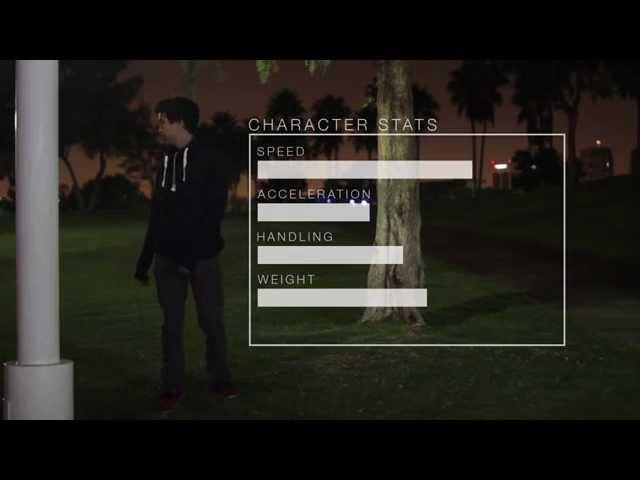 CHARACTER STATS
SPEED
ACCELERATION
HANDLING
WEIGHT